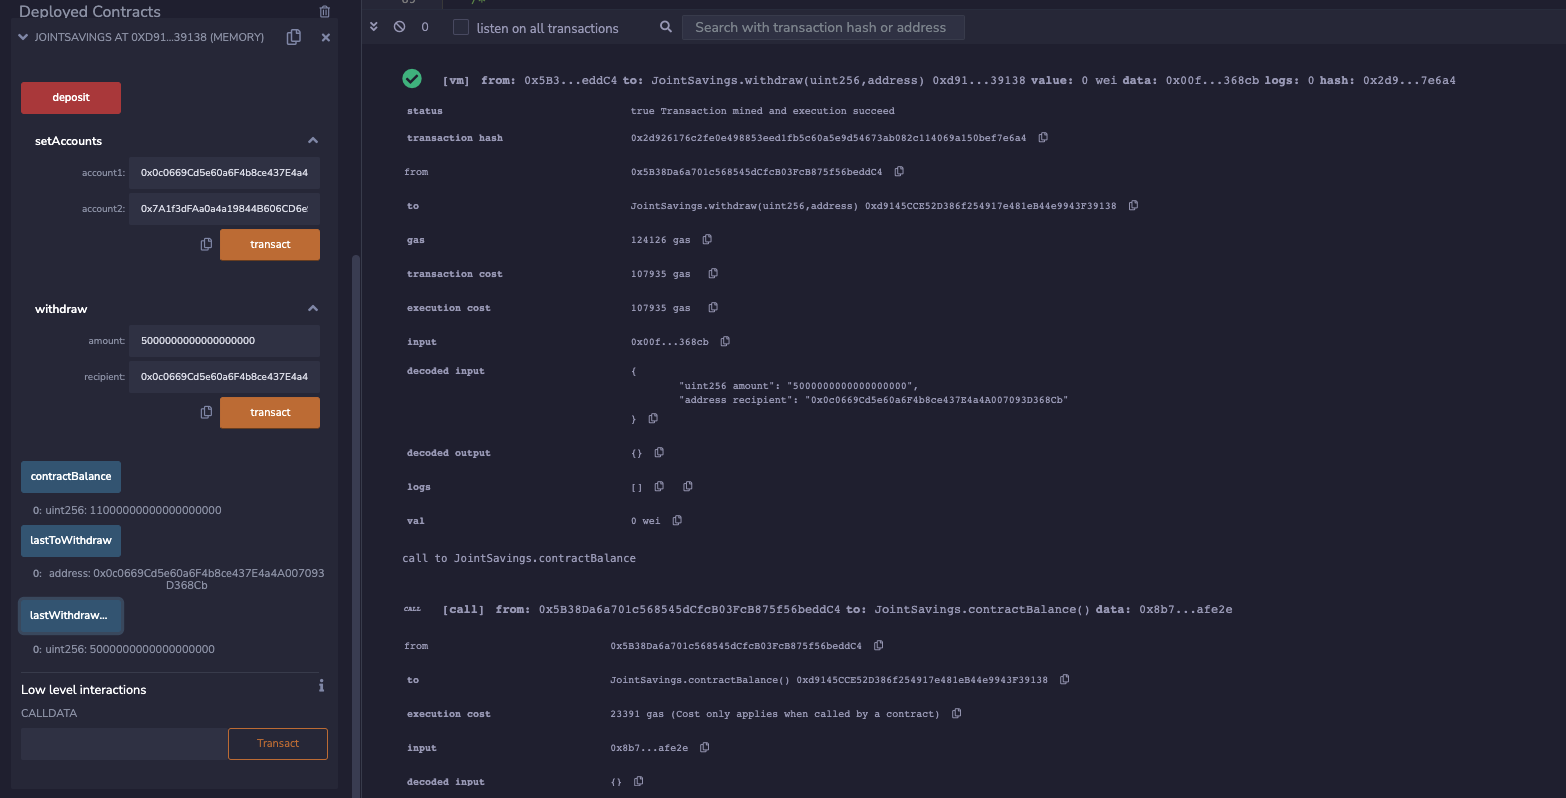 Deployed Contracts
JOINTSAVINGS AT 0XD91...39138 (MEMORY)
deposit
setAccounts
account1: 0x0c0669Cd5e60a6F4b8ce437E4a4
account2: 0x7A1f3dFAa0a4a19844B606CD6e
transact
withdraw
amount: 5000000000000000000
recipient: 0x0c0669Cd5e60a6F4b8ce437E4a4
transact
contractBalance
0: uint256: 11000000000000000000
lastToWithdraw
0: address: 0x0c0669Cd5e60a6F4b8ce437E4a4A007093
D368Cb
lastWithdraw...
0: uint256: 5000000000000000000
Low level interactions
i
CALLDATA
Transact
0
listen on all transactions
Search with transaction hash or address
[vm] from: 0x5B3...eddC4 to: JointSavings.withdraw(uint256,address) 0xd91...39138 value: 0 wei data: 0x00f...368cb logs: 0 hash: 0x2d9...7e6a4
status true Transaction mined and execution succeed
transaction hash 0x2d926176c2fe0e498853eed1fb5c60a5e9d54673ab082c114069a150bef7e6a4
from 0x5B38Da6a701c568545dCfcB03FcB875f56beddC4
to JointSavings.withdraw(uint256,address) 0xd9145CCE52D386f254917e481eB44e9943F39138
gas 124126 gas
transaction cost 107935 gas
execution cost 107935 gas
input 0x00f...368cb
decoded input {
"uint256 amount": "5000000000000000000",
"address recipient": "0x0c0669Cd5e60a6F4b8ce437E4a4A007093D368Cb"
}
decoded output {}
logs []
val 0 wei
call to JointSavings.contractBalance
CALL [call] from: 0x5B38Da6a701c568545dCfcB03FcB875f56beddC4 to: JointSavings.contractBalance() data: 0x8b7...afe2e
from 0x5B38Da6a701c568545dCfcB03FcB875f56beddC4
to JointSavings.contractBalance() 0xd9145CCE52D386f254917e481eB44e9943F39138
execution cost 23391 gas (Cost only applies when called by a contract)
input 0x8b7...afe2e
decoded input {}